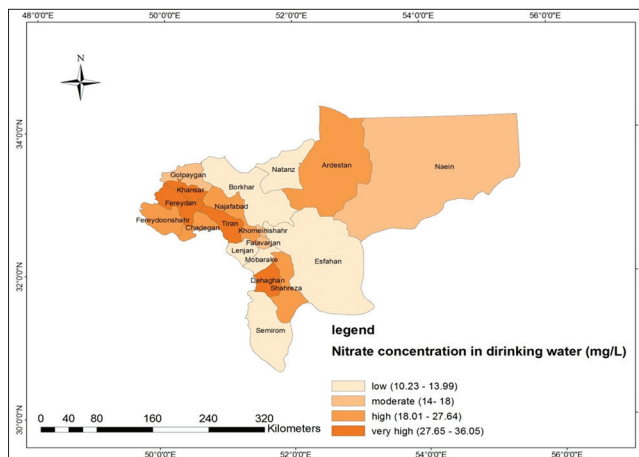 48°0'0"E 50°0'0"E 52°0'0"E 54°0'0"E 56°0'0"E
N
34°0'0"N
32°0'0"N
30°0'0"N
Golpaygan
Khansar
Fereydan
Fereydoonshahr
Chadegan
Borkhar
Najafabad
Tiran
Khomeinishahr
Falavarjan
Lenjan
Mobarake
Natanz
Ardestan
Naein
Esfahan
Dehaghan
Shahreza
Semirom
legend
Nitrate concentration in dirinking water (mg/L)
low (10.23 - 13.99)
moderate (14- 18)
high (18.01 - 27.64)
very high (27.65 - 36.05)
0 40 80 160 240 320
Kilometers
50°0'0"E 52°0'0"E 54°0'0"E 56°0'0"E